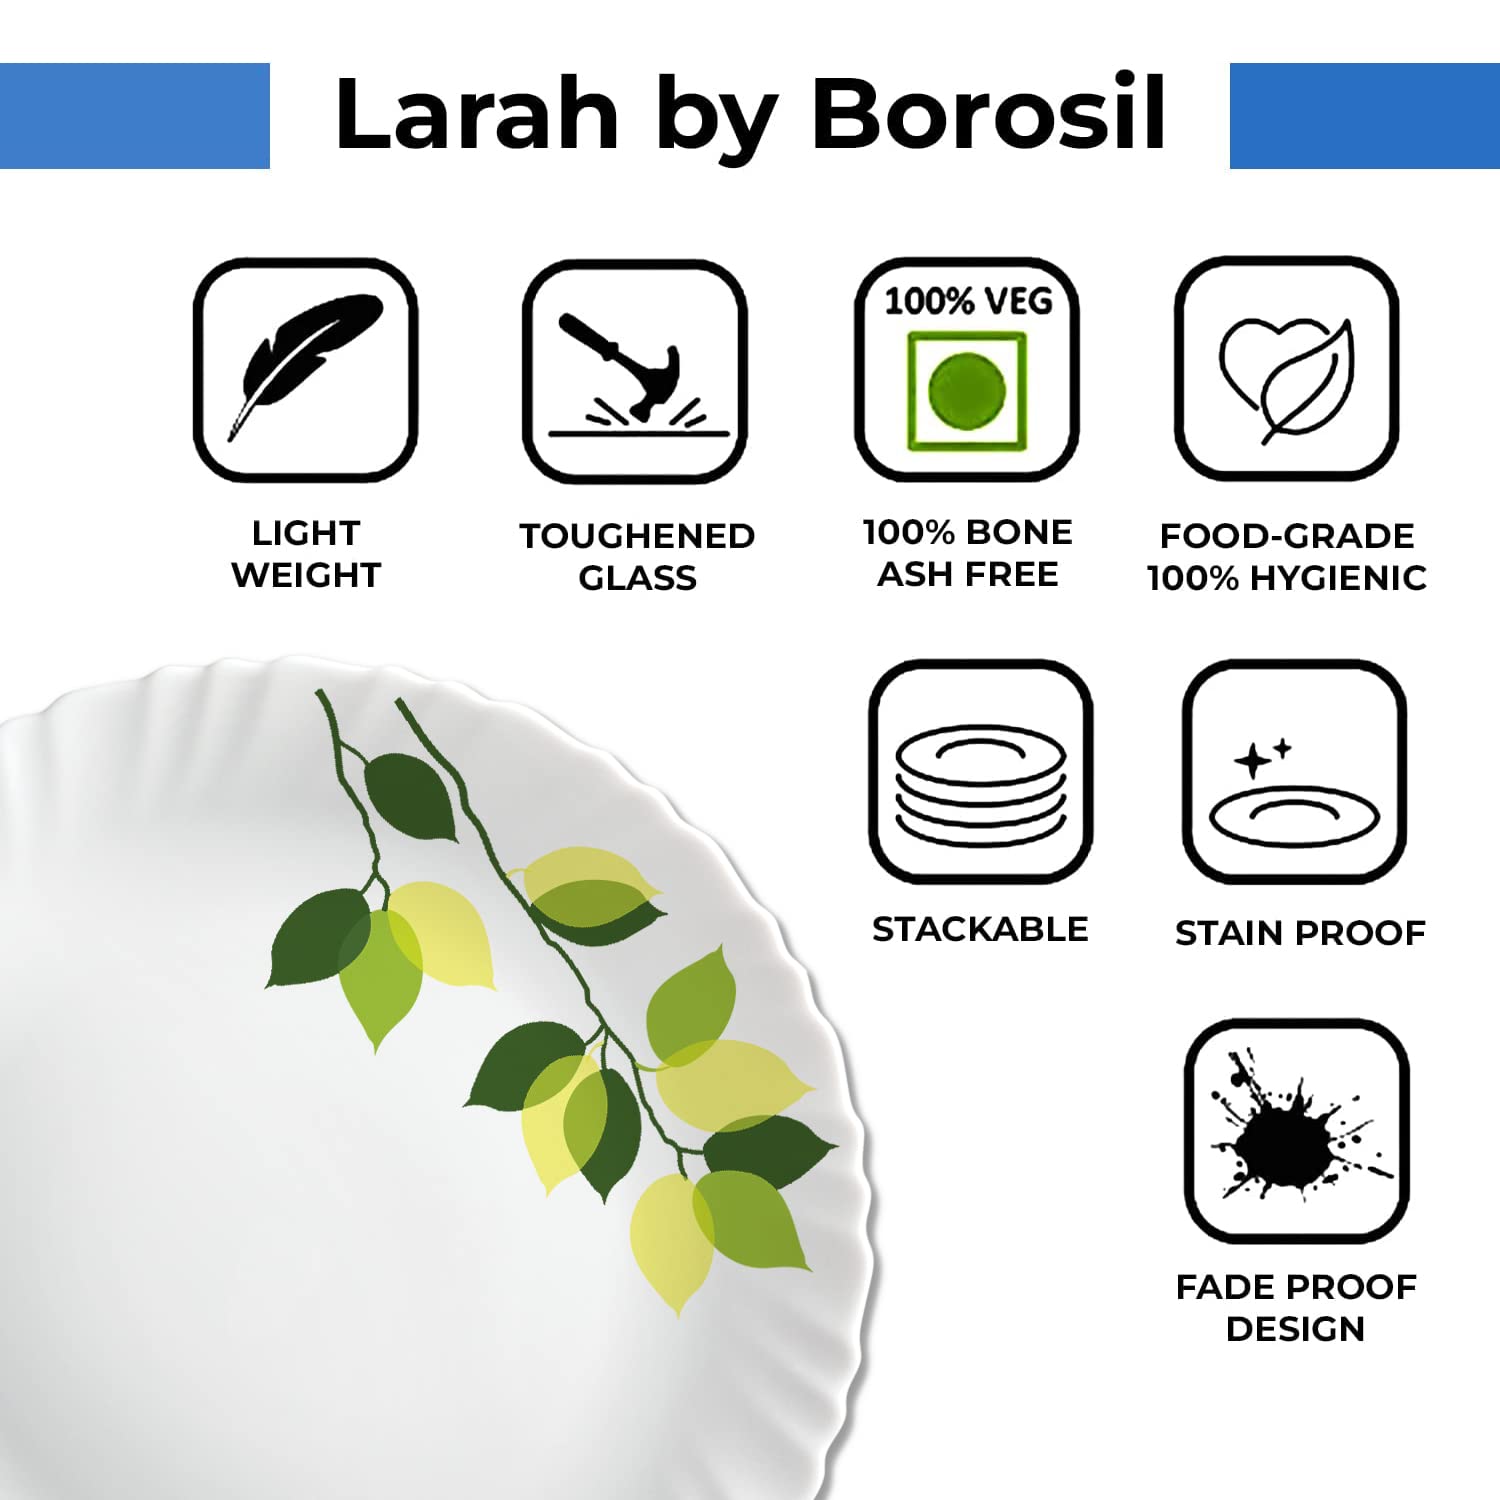 Larah by Borosil
100% VEG
LIGHT
WEIGHT
TOUGHENED
GLASS
100% BONE
ASH FREE
FOOD-GRADE
100% HYGIENIC
STACKABLE
STAIN PROOF
FADE PROOF
DESIGN